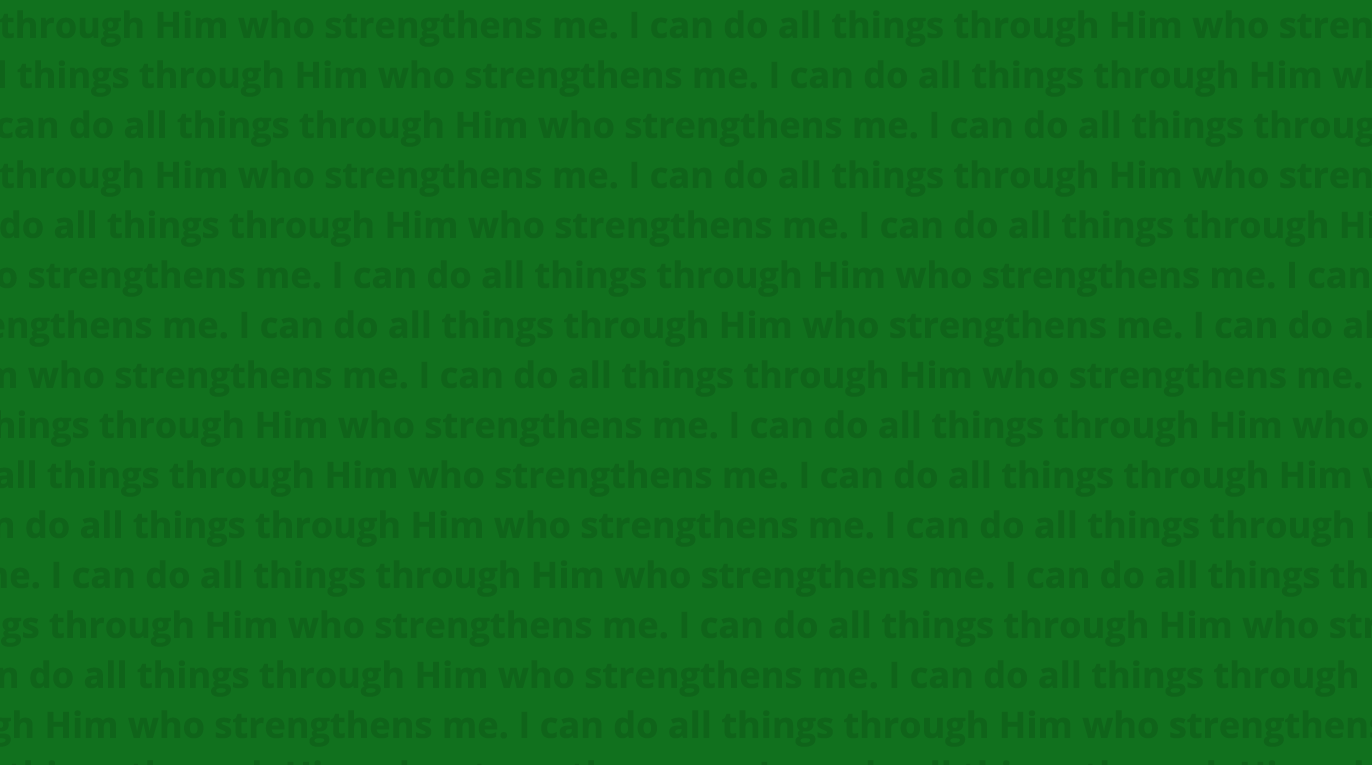 through Him who strengthens me. I can do all things through Him who stren
l things through Him who strengthens me. I can do all things through Him wh
can do all things through Him who strengthens me. I can do all things throug
through Him who strengthens me. I can do all things through Him who stren
do all things through Him who strengthens me. I can do all things through Hi
o strengthens me. I can do all things through Him who strengthens me. I can
engthens me. I can do all things through Him who strengthens me. I can do al
m who strengthens me. I can do all things through Him who strengthens me.
hings through Him who strengthens me. I can do all things through Him who
all things through Him who strengthens me. I can do all things through Him w
n do all things through Him who strengthens me. I can do all things through
me. I can do all things through Him who strengthens me. I can do all things th
gs through Him who strengthens me. I can do all things through Him who str
n do all things through Him who strengthens me. I can do all things through
gh Him who strengthens me. I can do all things through Him who strengthens